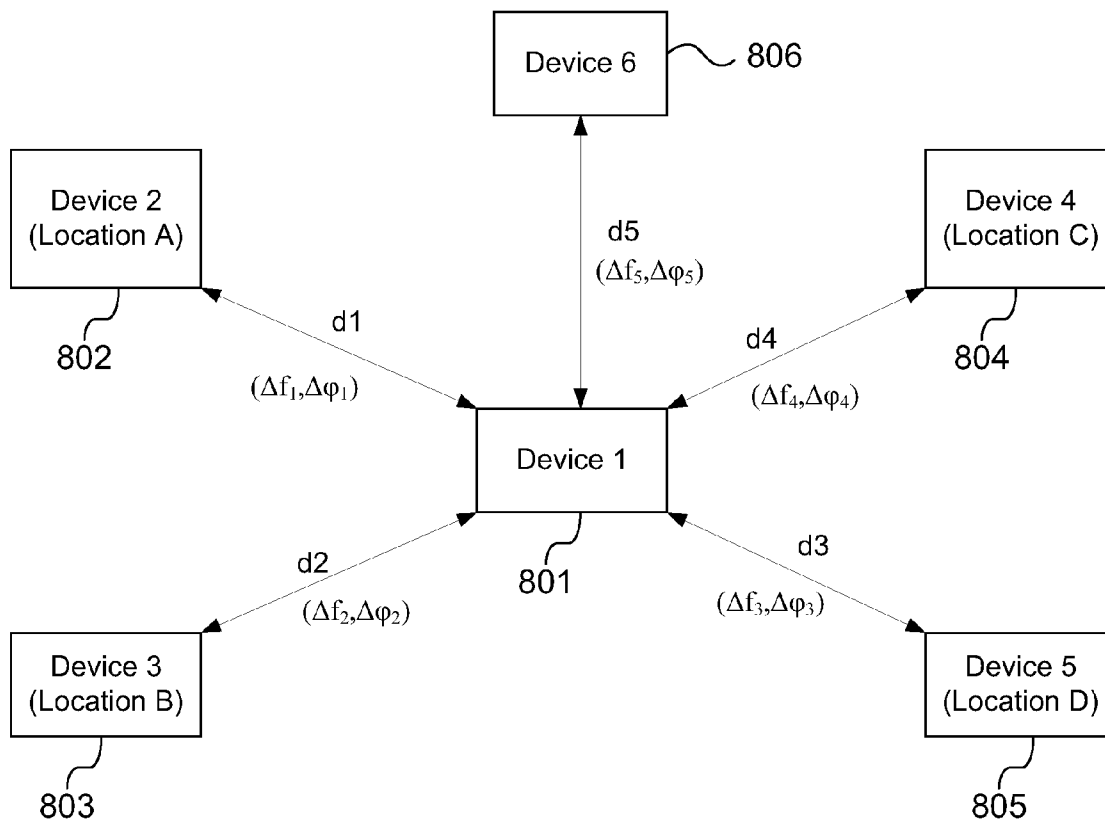 Device 6
806
Device 2
(Location A)
802
Device 4
(Location C)
804
d5
(Δf₅,Δφ₅)
d1
(Δf₁,Δφ₁)
d4
(Δf₄,Δφ₄)
Device 1
801
d2
(Δf₂,Δφ₂)
d3
(Δf₃,Δφ₃)
Device 3
(Location B)
803
Device 5
(Location D)
805